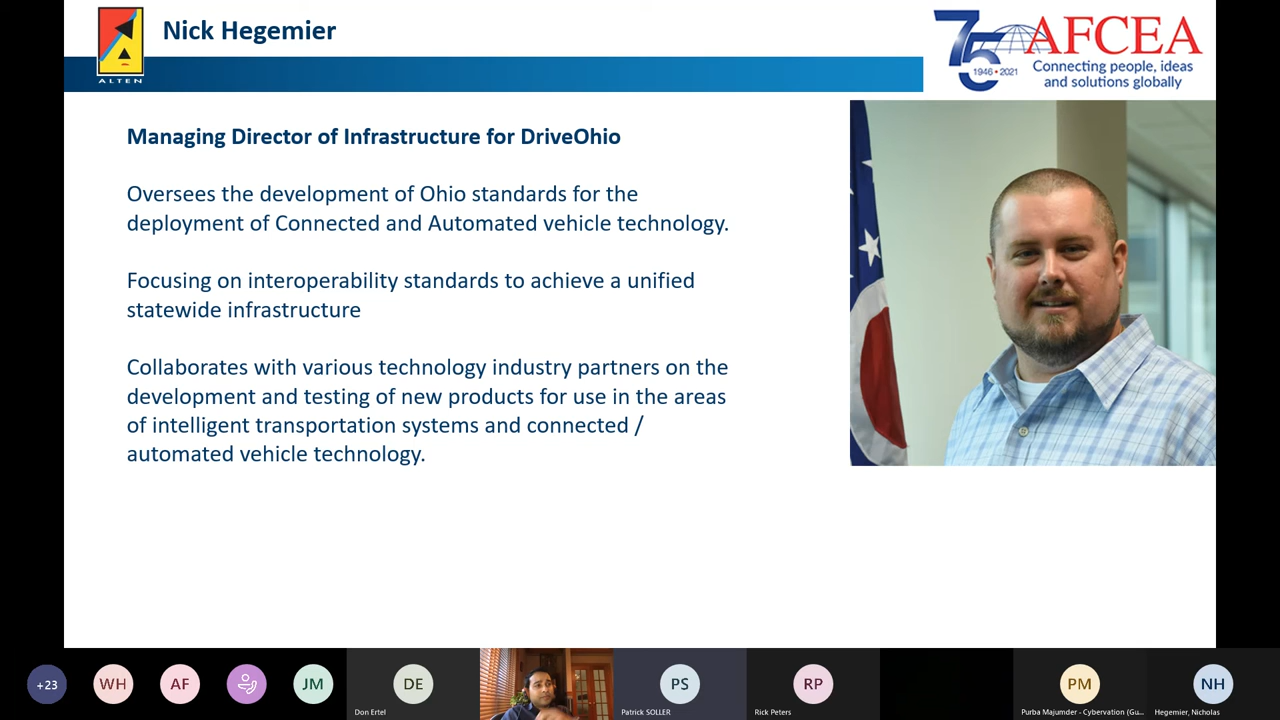 Nick Hegemier
ALTEN
75
1946 • 2021
AFCEA
Connecting people, ideas
and solutions globally
Managing Director of Infrastructure for DriveOhio
Oversees the development of Ohio standards for the
deployment of Connected and Automated vehicle technology.
Focusing on interoperability standards to achieve a unified
statewide infrastructure
Collaborates with various technology industry partners on the
development and testing of new products for use in the areas
of intelligent transportation systems and connected /
automated vehicle technology.
+23
WH
AF
JM
DE
Don Ertel
PS
Patrick SOLLER
RP
Rick Peters
PM
Purba Majumder - Cybervation (Gu...
NH
Hegemier, Nicholas